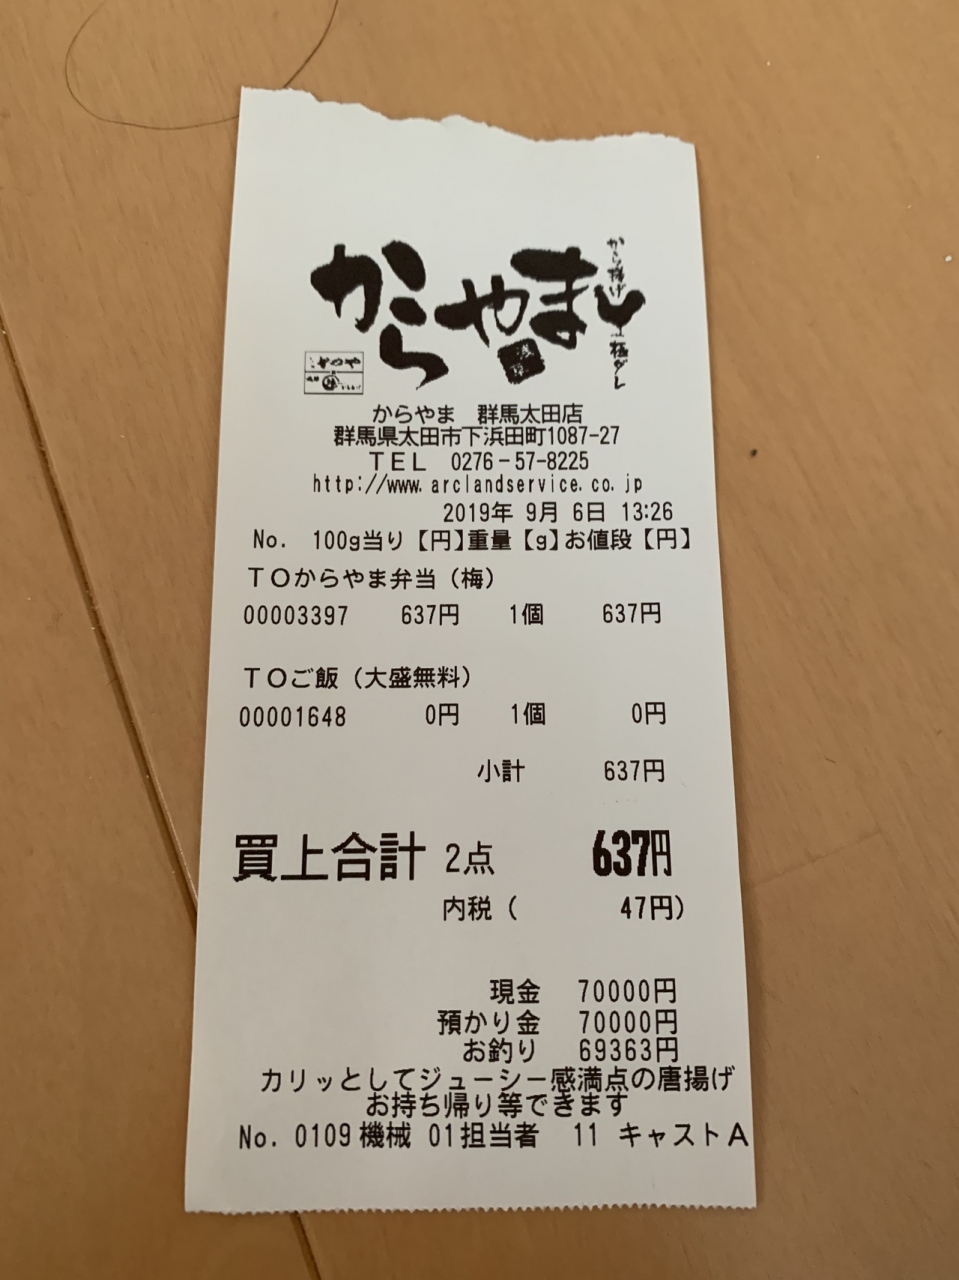 からやま
から揚げ
極ダレ
からやま　群馬太田店
群馬県太田市下浜田町1087-27
ＴＥＬ　0276－57-8225
http://www.arclandservice.co.jp
2019年 9月 6日 13:26
No.　100g当り【円】重量【g】お値段【円】
ＴＯからやま弁当（梅）
00003397　637円　1個　637円
ＴＯご飯（大盛無料）
00001648　0円　1個　0円
小計　637円
買上合計　2点　637円
内税（　47円）
現金　70000円
預かり金　70000円
お釣り　69363円
カリッとしてジューシー感満点の唐揚げ
お持ち帰り等できます
No. 0109機械 01担当者　11 キャストＡ